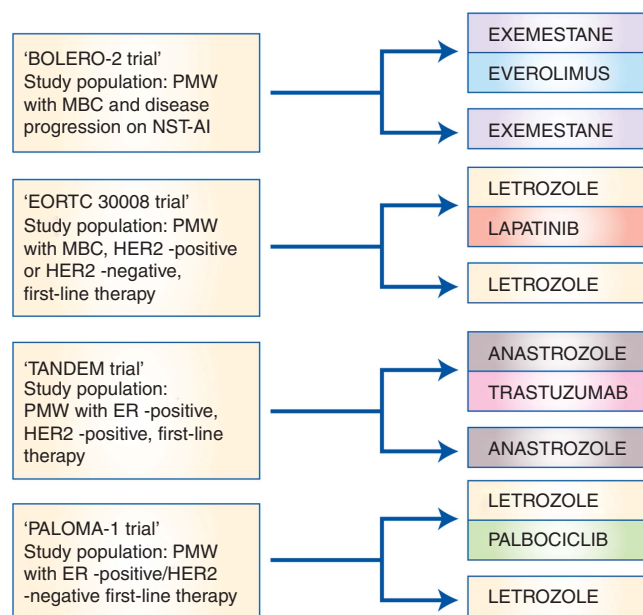 ‘BOLERO-2 trial’
Study population: PMW
with MBC and disease
progression on NST-AI
EXEMESTANE
EVEROLIMUS
EXEMESTANE
‘EORTC 30008 trial’
Study population: PMW
with MBC, HER2 -positive
or HER2 -negative,
first-line therapy
LETROZOLE
LAPATINIB
LETROZOLE
‘TANDEM trial’
Study population:
PMW with ER -positive,
HER2 -positive, first-line
therapy
ANASTROZOLE
TRASTUZUMAB
ANASTROZOLE
‘PALOMA-1 trial’
Study population: PMW
with ER -positive/HER2
-negative first-line therapy
LETROZOLE
PALBOCICLIB
LETROZOLE